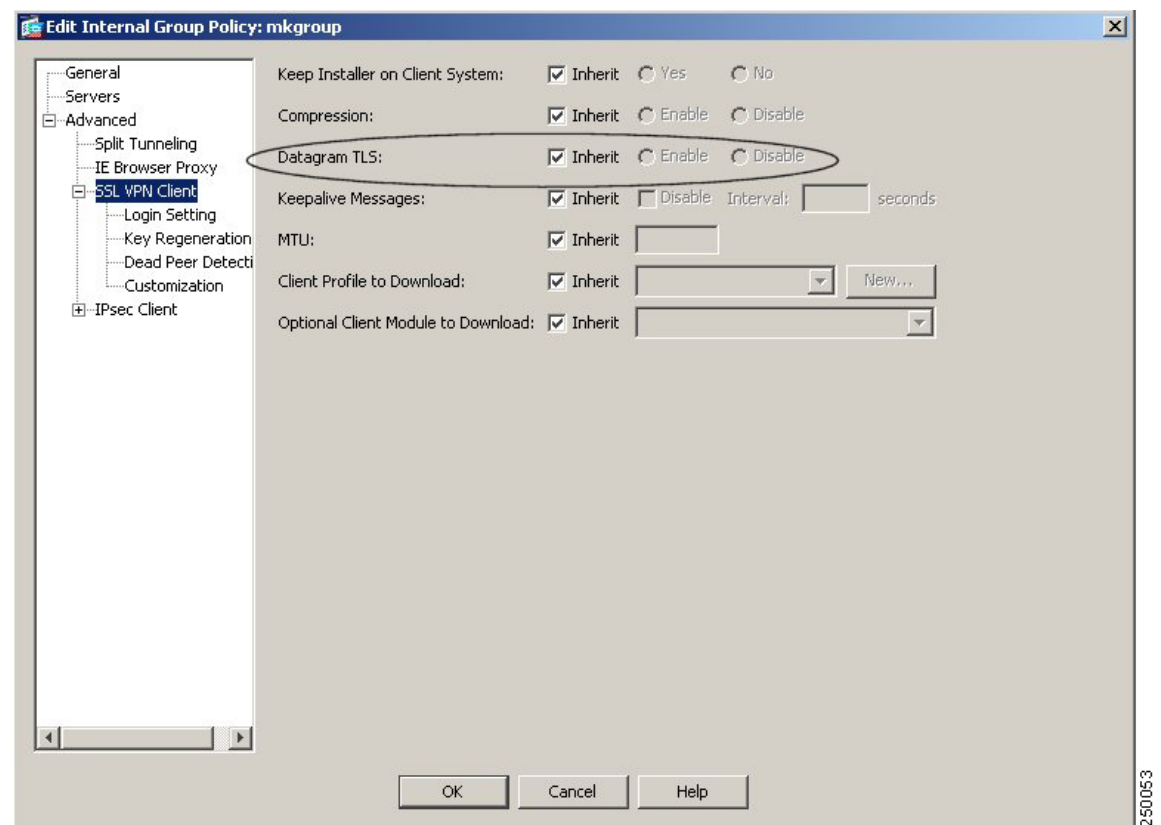 Edit Internal Group Policy: mkgroup
General
Servers
Advanced
Split Tunneling
IE Browser Proxy
SSL VPN Client
Login Setting
Key Regeneration
Dead Peer Detecti
Customization
IPsec Client
Keep Installer on Client System: Inherit Yes No
Compression: Inherit Enable Disable
Datagram TLS: Inherit Enable Disable
Keepalive Messages: Inherit Disable Interval: seconds
MTU: Inherit
Client Profile to Download: Inherit New...
Optional Client Module to Download: Inherit
OK Cancel Help
250053